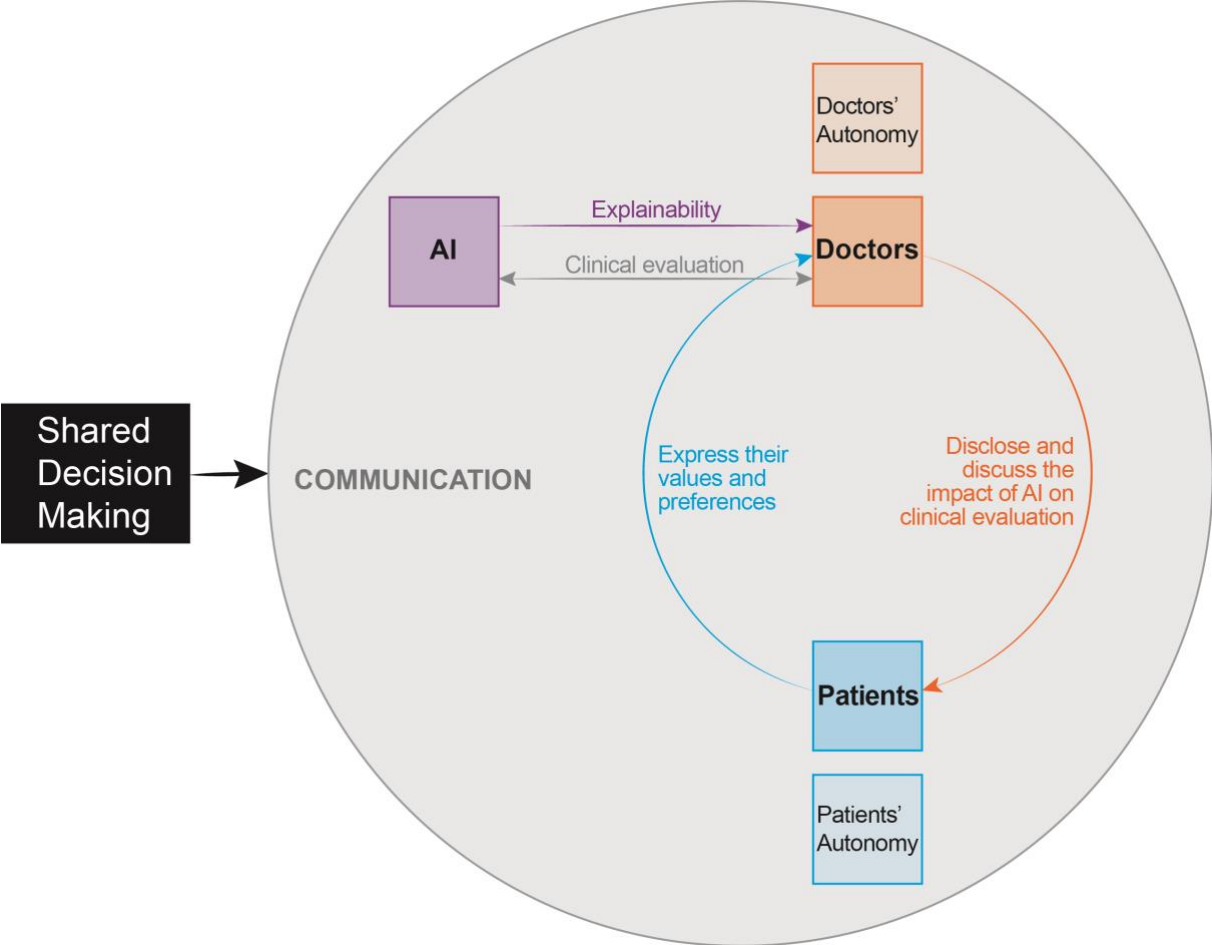 Doctors’
Autonomy
Explainability
AI
Doctors
Clinical evaluation
Shared
Decision
Making
COMMUNICATION
Express their
values and
preferences
Disclose and
discuss the
impact of AI on
clinical evaluation
Patients
Patients’
Autonomy